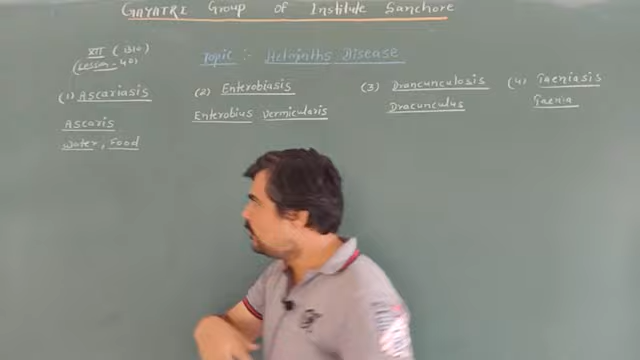 GAYATRI Group of Institute Sanchore
XII (BIO)
(Lesson - 40)
Topic :- Helminths Disease
(1) Ascariasis
Ascaris
Water, Food
(2) Enterobiasis
Enterobius vermicularis
(3) Drancunculosis
Dracunculus
(4) Taeniasis
Taenia